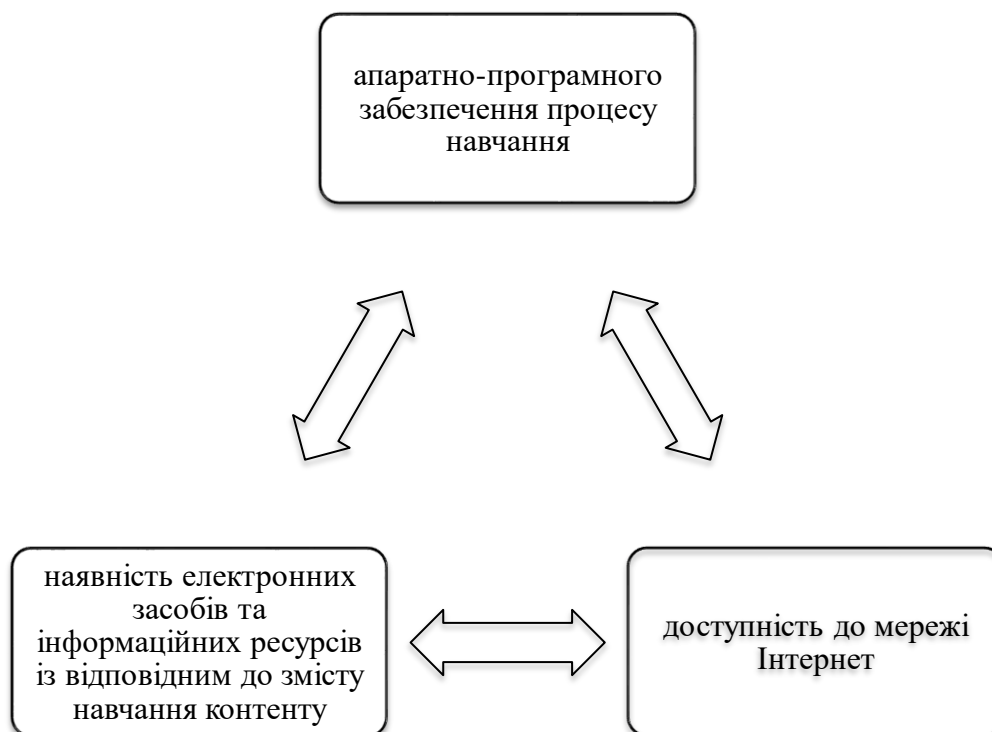 апаратно-програмного
забезпечення процесу
навчання
наявність електронних
засобів та
інформаційних ресурсів
із відповідним до змісту
навчання контенту
доступність до мережі
Інтернет